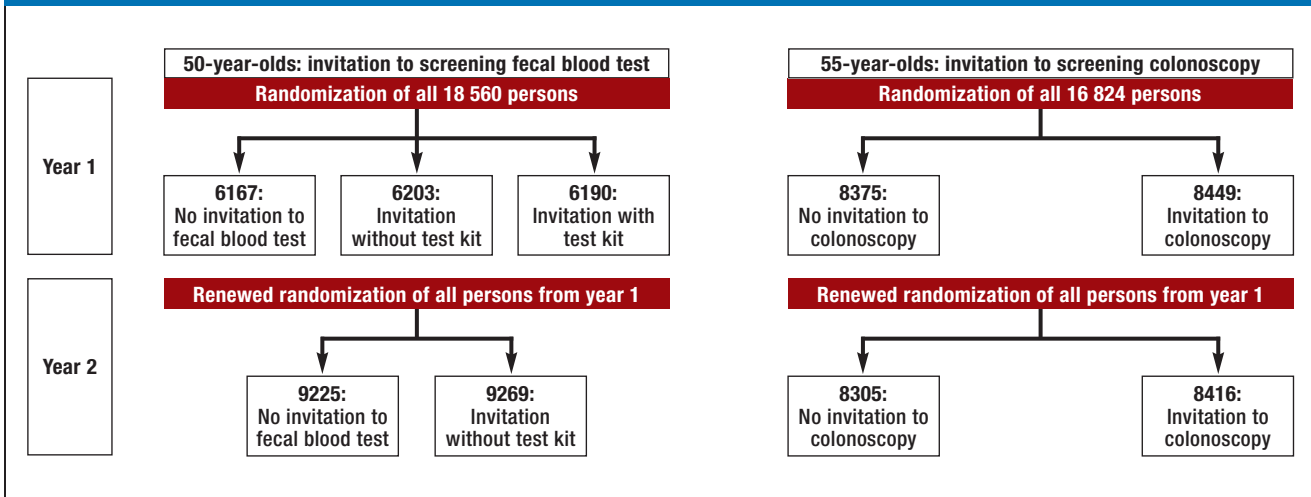 50-year-olds: invitation to screening fecal blood test
Randomization of all 18 560 persons
55-year-olds: invitation to screening colonoscopy
Randomization of all 16 824 persons
Year 1
6167:
No invitation to
fecal blood test
6203:
Invitation
without test kit
6190:
Invitation with
test kit
8375:
No invitation to
colonoscopy
8449:
Invitation to
colonoscopy
Renewed randomization of all persons from year 1
Renewed randomization of all persons from year 1
Year 2
9225:
No invitation to
fecal blood test
9269:
Invitation
without test kit
8305:
No invitation to
colonoscopy
8416:
Invitation to
colonoscopy